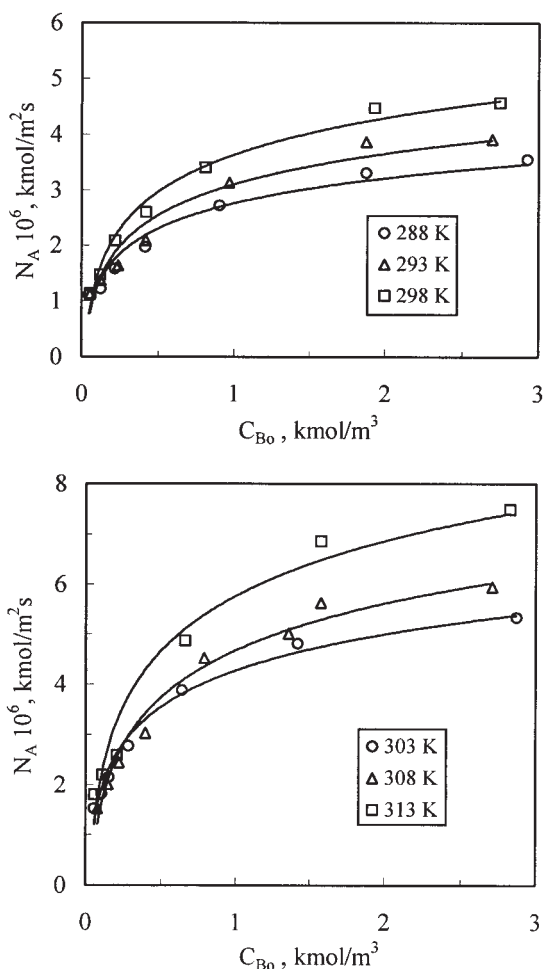 6
5
4
3
2
1
0
N_A 10^6, kmol/m^2s
288 K
293 K
298 K
0 1 2 3
C_Bo , kmol/m^3
8
6
4
2
0
N_A 10^6, kmol/m^2s
303 K
308 K
313 K
0 1 2 3
C_Bo , kmol/m^3